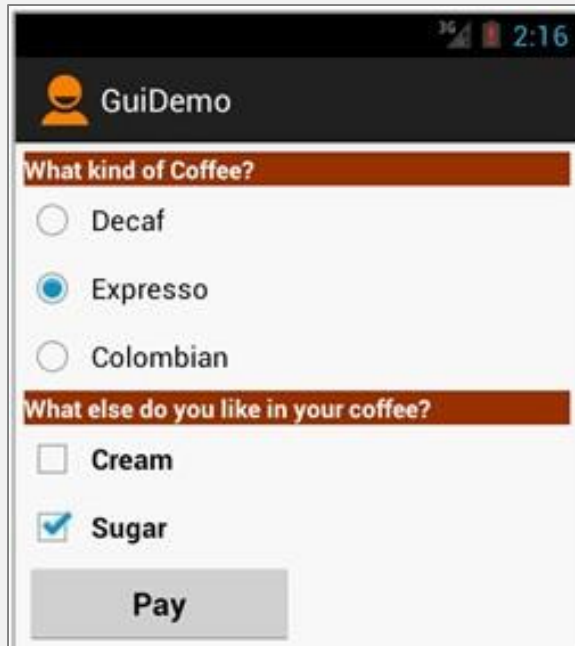 3G 2:16
GuiDemo
What kind of Coffee?
Decaf
Expresso
Colombian
What else do you like in your coffee?
Cream
Sugar
Pay